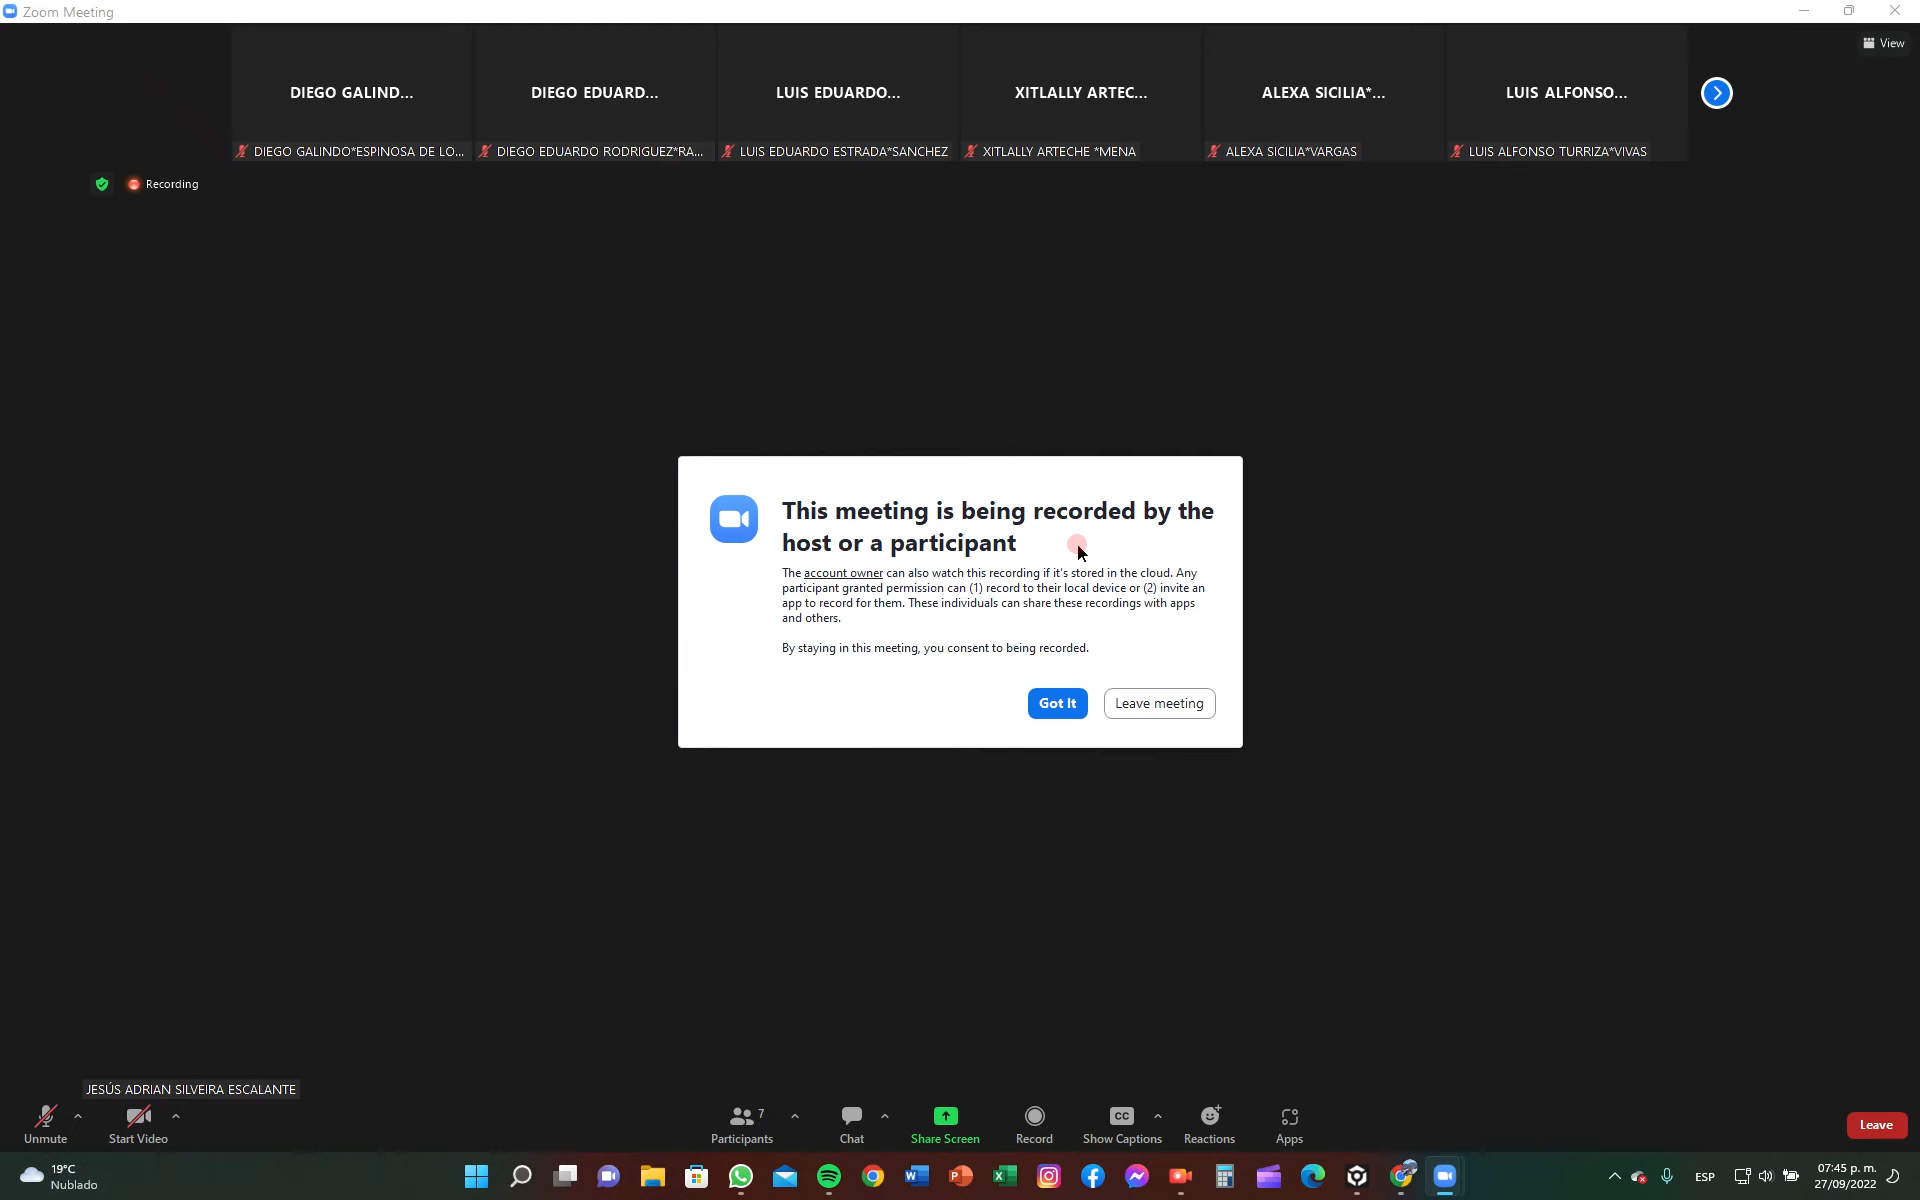 Zoom Meeting
View
DIEGO GALIND...
DIEGO EDUARD...
LUIS EDUARDO...
XITLALLY ARTEC...
ALEXA SICILIA*...
LUIS ALFONSO...
DIEGO GALINDO*ESPINOSA DE LO...
DIEGO EDUARDO RODRIGUEZ*RA...
LUIS EDUARDO ESTRADA*SANCHEZ
XITLALLY ARTECHE *MENA
ALEXA SICILIA*VARGAS
LUIS ALFONSO TURRIZA*VIVAS
Recording
This meeting is being recorded by the
host or a participant
The account owner can also watch this recording if it's stored in the cloud. Any
participant granted permission can (1) record to their local device or (2) invite an
app to record for them. These individuals can share these recordings with apps
and others.
By staying in this meeting, you consent to being recorded.
Got it
Leave meeting
JESÚS ADRIAN SILVEIRA ESCALANTE
Unmute
Start Video
7
Participants
Chat
Share Screen
Record
CC
Show Captions
Reactions
Apps
Leave
19°C
Nublado
ESP
07:45 p. m.
27/09/2022